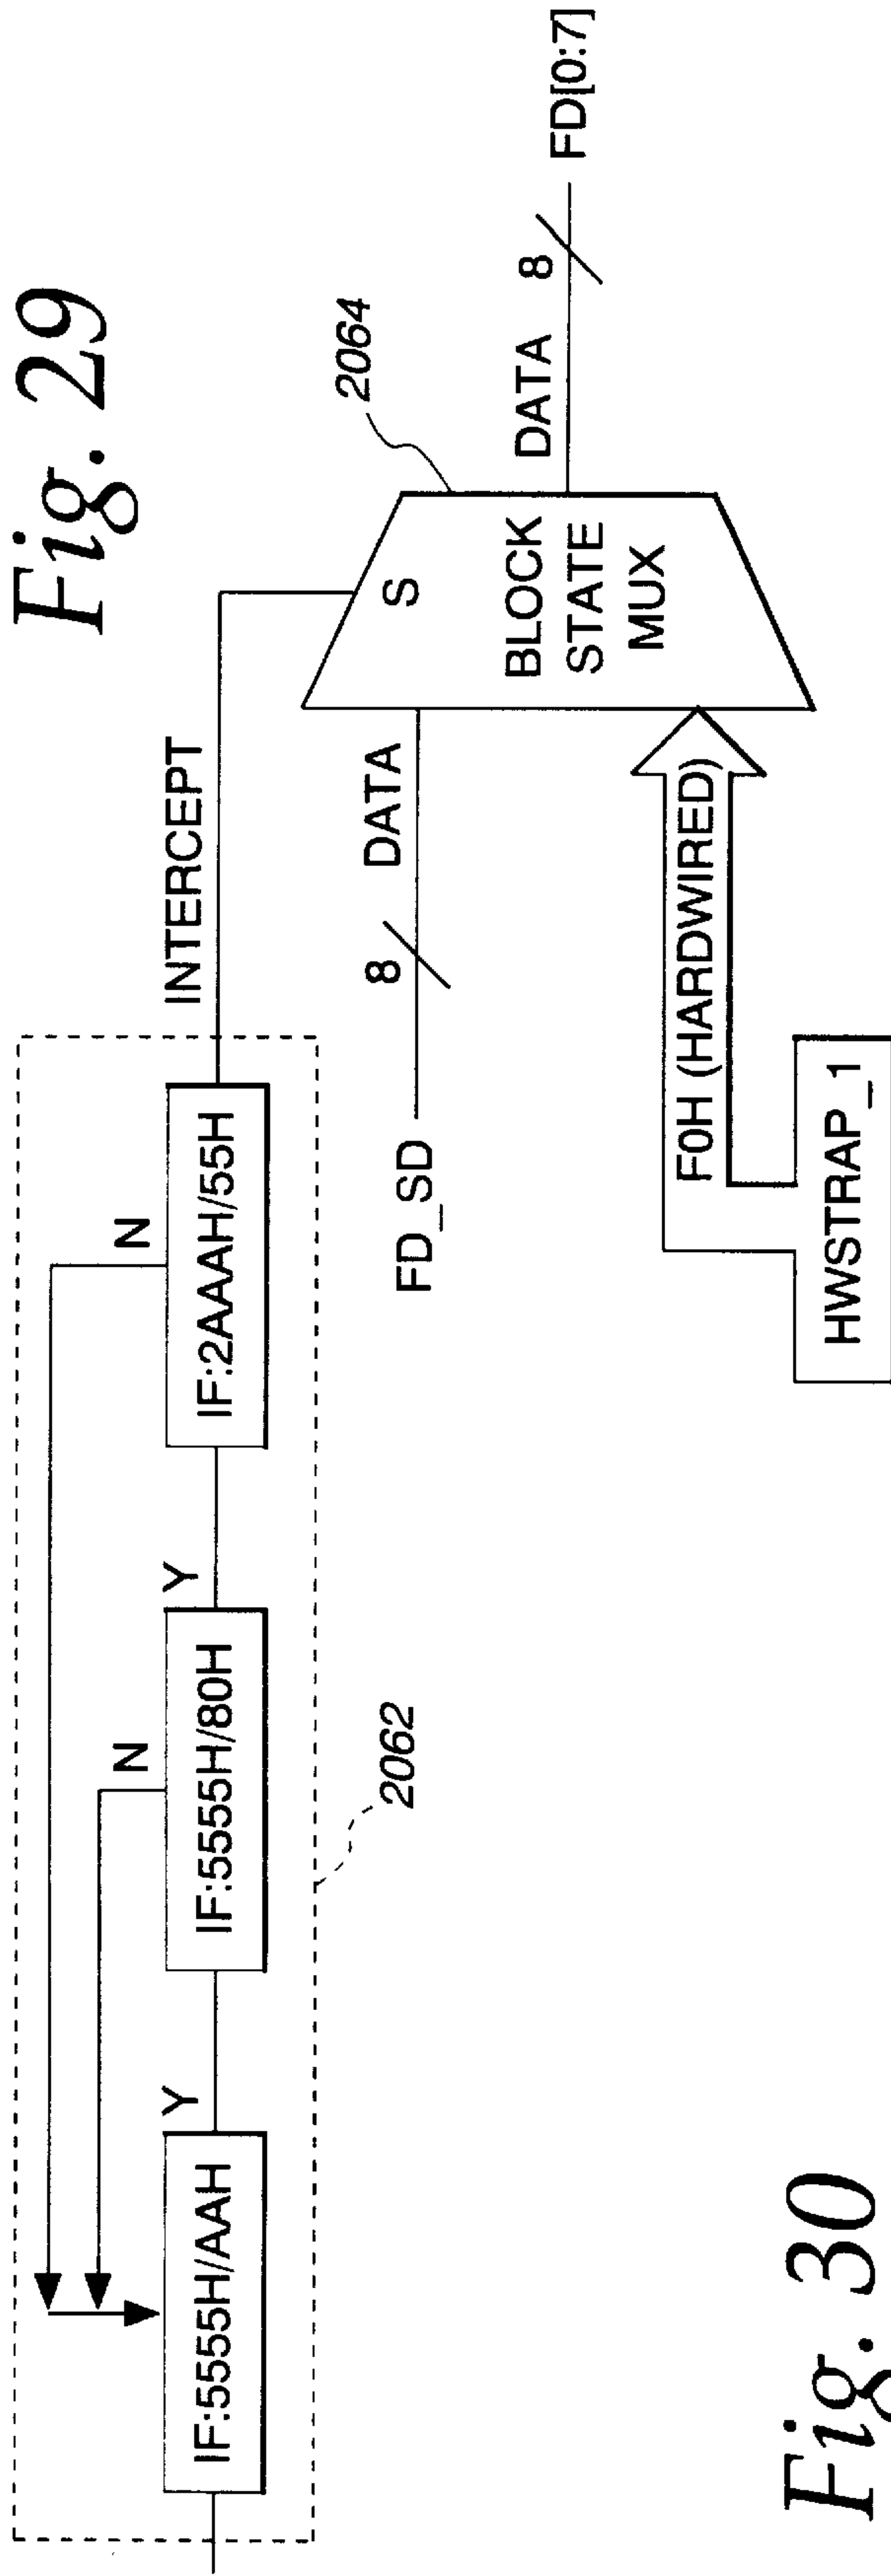 Fig. 29
IF:5555H/AAH
Y
IF:5555H/80H
N
Y
IF:2AAAH/55H
N
INTERCEPT
2062
2064
S
BLOCK
STATE
MUX
FD_SD
8
DATA
DATA
8
FD[0:7]
F0H (HARDWIRED)
HWSTRAP_1
Fig. 30